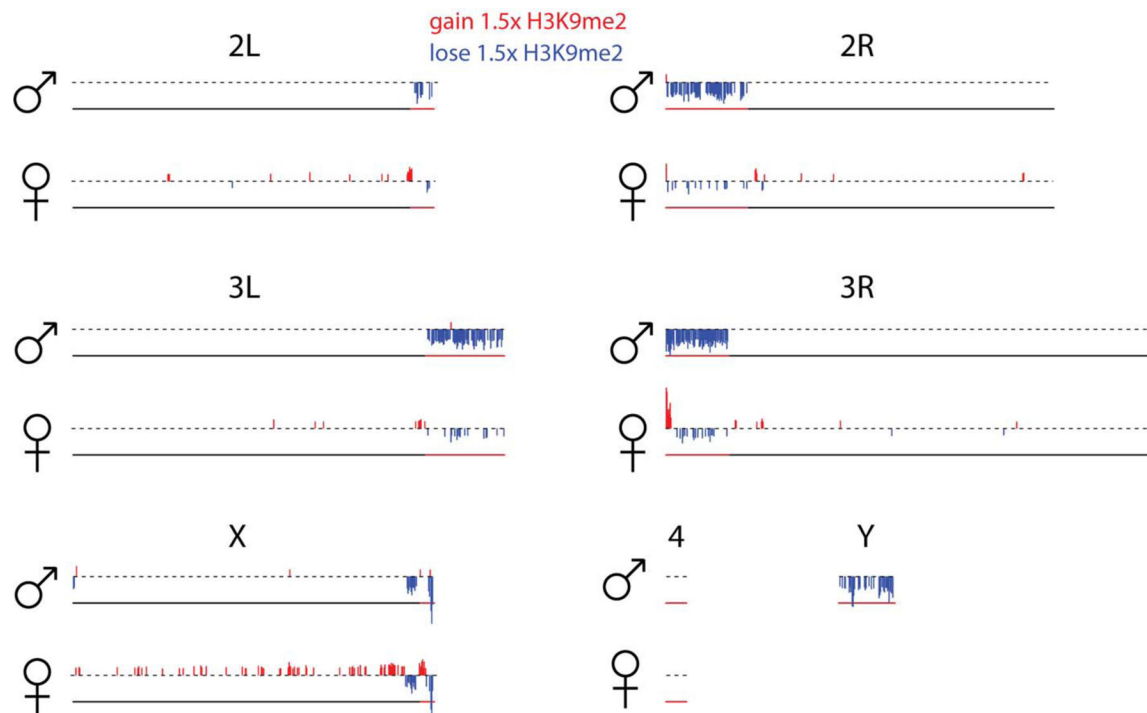 gain 1.5x H3K9me2
lose 1.5x H3K9me2
2L
2R
♂
♂
♀
♀
3L
3R
♂
♂
♀
♀
X
4
Y
♂
♂
♀
♀